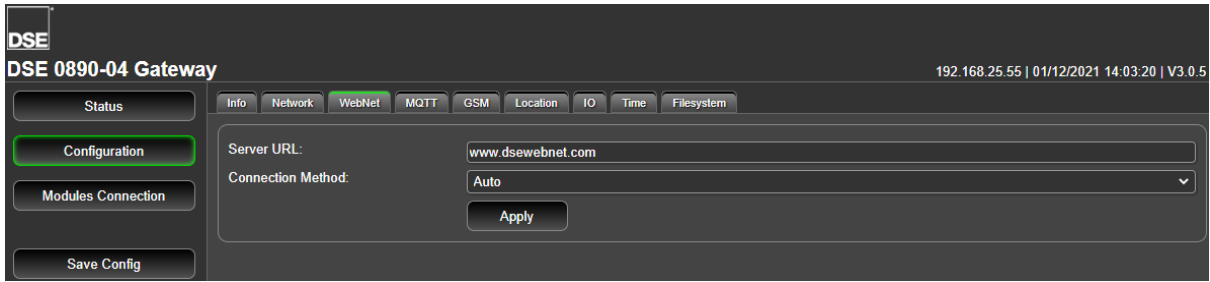 DSE
DSE 0890-04 Gateway
192.168.25.55 | 01/12/2021 14:03:20 | V3.0.5
Status
Info Network WebNet MQTT GSM Location IO Time Filesystem
Configuration
Server URL: www.dsewebnet.com
Connection Method: Auto
Modules Connection
Apply
Save Config